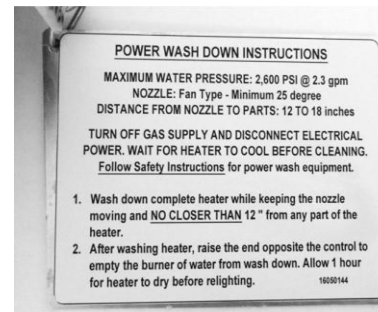 POWER WASH DOWN INSTRUCTIONS
MAXIMUM WATER PRESSURE: 2,600 PSI @ 2.3 gpm
NOZZLE: Fan Type - Minimum 25 degree
DISTANCE FROM NOZZLE TO PARTS: 12 TO 18 inches
TURN OFF GAS SUPPLY AND DISCONNECT ELECTRICAL
POWER. WAIT FOR HEATER TO COOL BEFORE CLEANING.
Follow Safety Instructions for power wash equipment.
1. Wash down complete heater while keeping the nozzle
moving and NO CLOSER THAN 12 " from any part of the
heater.
2. After washing heater, raise the end opposite the control to
empty the burner of water from wash down. Allow 1 hour
for heater to dry before relighting. 16050144